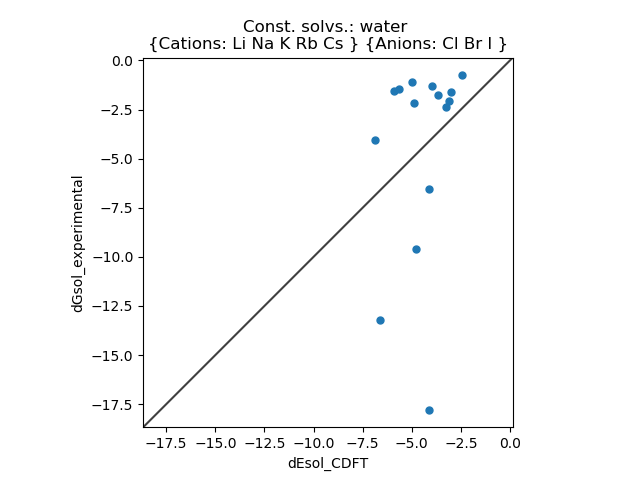 Const. solvs.: water
{Cations: Li Na K Rb Cs } {Anions: Cl Br I }
0.0
−2.5
−5.0
−7.5
−10.0
−12.5
−15.0
−17.5
dGsol_experimental
−17.5 −15.0 −12.5 −10.0 −7.5 −5.0 −2.5 0.0
dEsol_CDFT